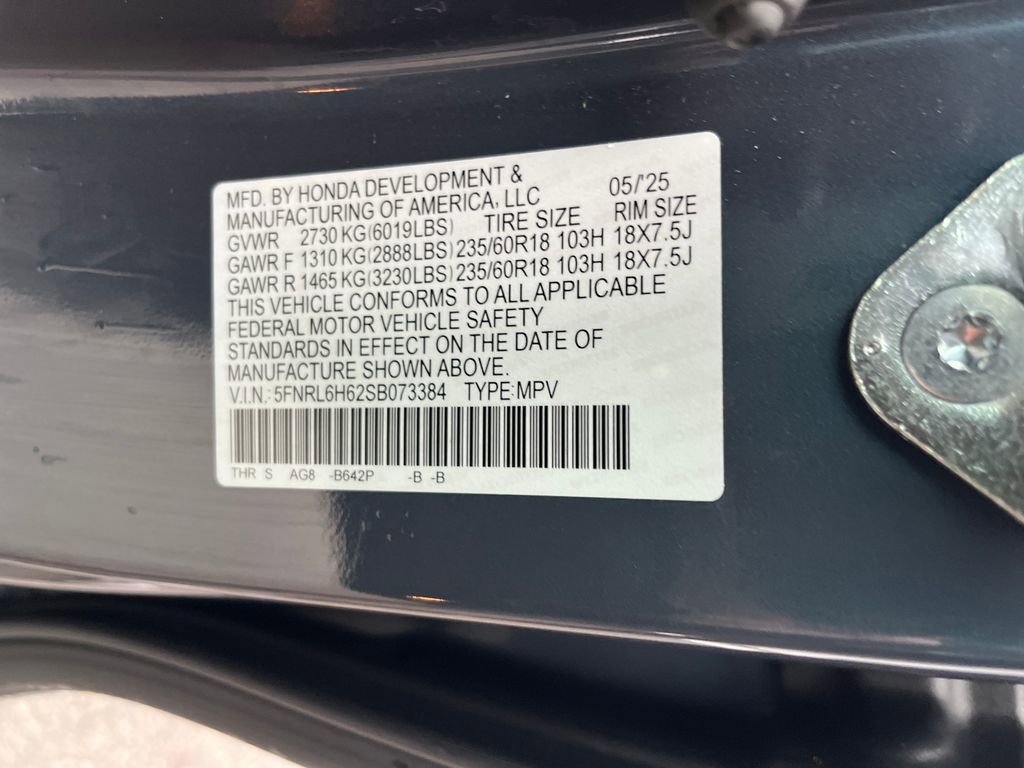 MFD. BY HONDA DEVELOPMENT &
MANUFACTURING OF AMERICA, LLC 05/'25
GVWR 2730 KG(6019LBS) TIRE SIZE RIM SIZE
GAWR F 1310 KG(2888LBS) 235/60R18 103H 18X7.5J
GAWR R 1465 KG(3230LBS) 235/60R18 103H 18X7.5J
THIS VEHICLE CONFORMS TO ALL APPLICABLE
FEDERAL MOTOR VEHICLE SAFETY
STANDARDS IN EFFECT ON THE DATE OF
MANUFACTURE SHOWN ABOVE.
V.I.N.: 5FNRL6H62SB073384 TYPE:MPV
THR S AG8 -B642P -B -B